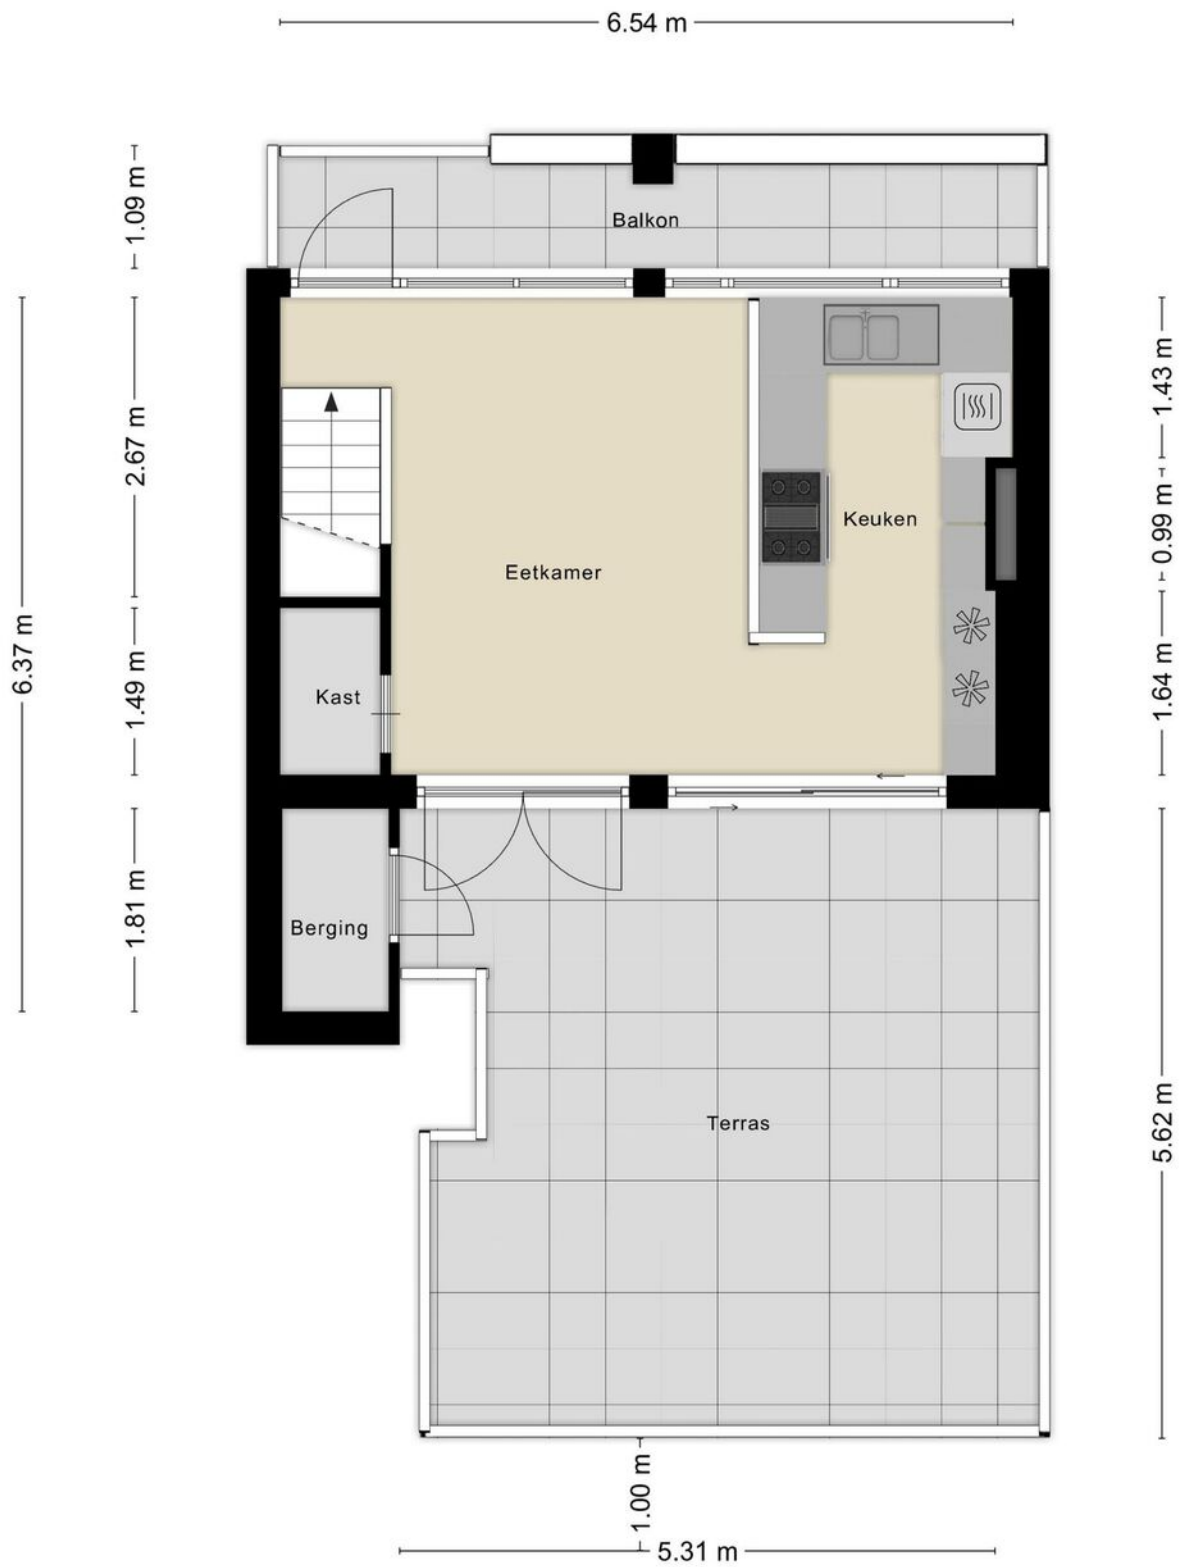 6.54 m
1.09 m
Balkon
1.43 m
2.67 m
Keuken
0.99 m
Eetkamer
6.37 m
1.49 m
Kast
1.64 m
1.81 m
Berging
Terras
5.62 m
1.00 m
5.31 m